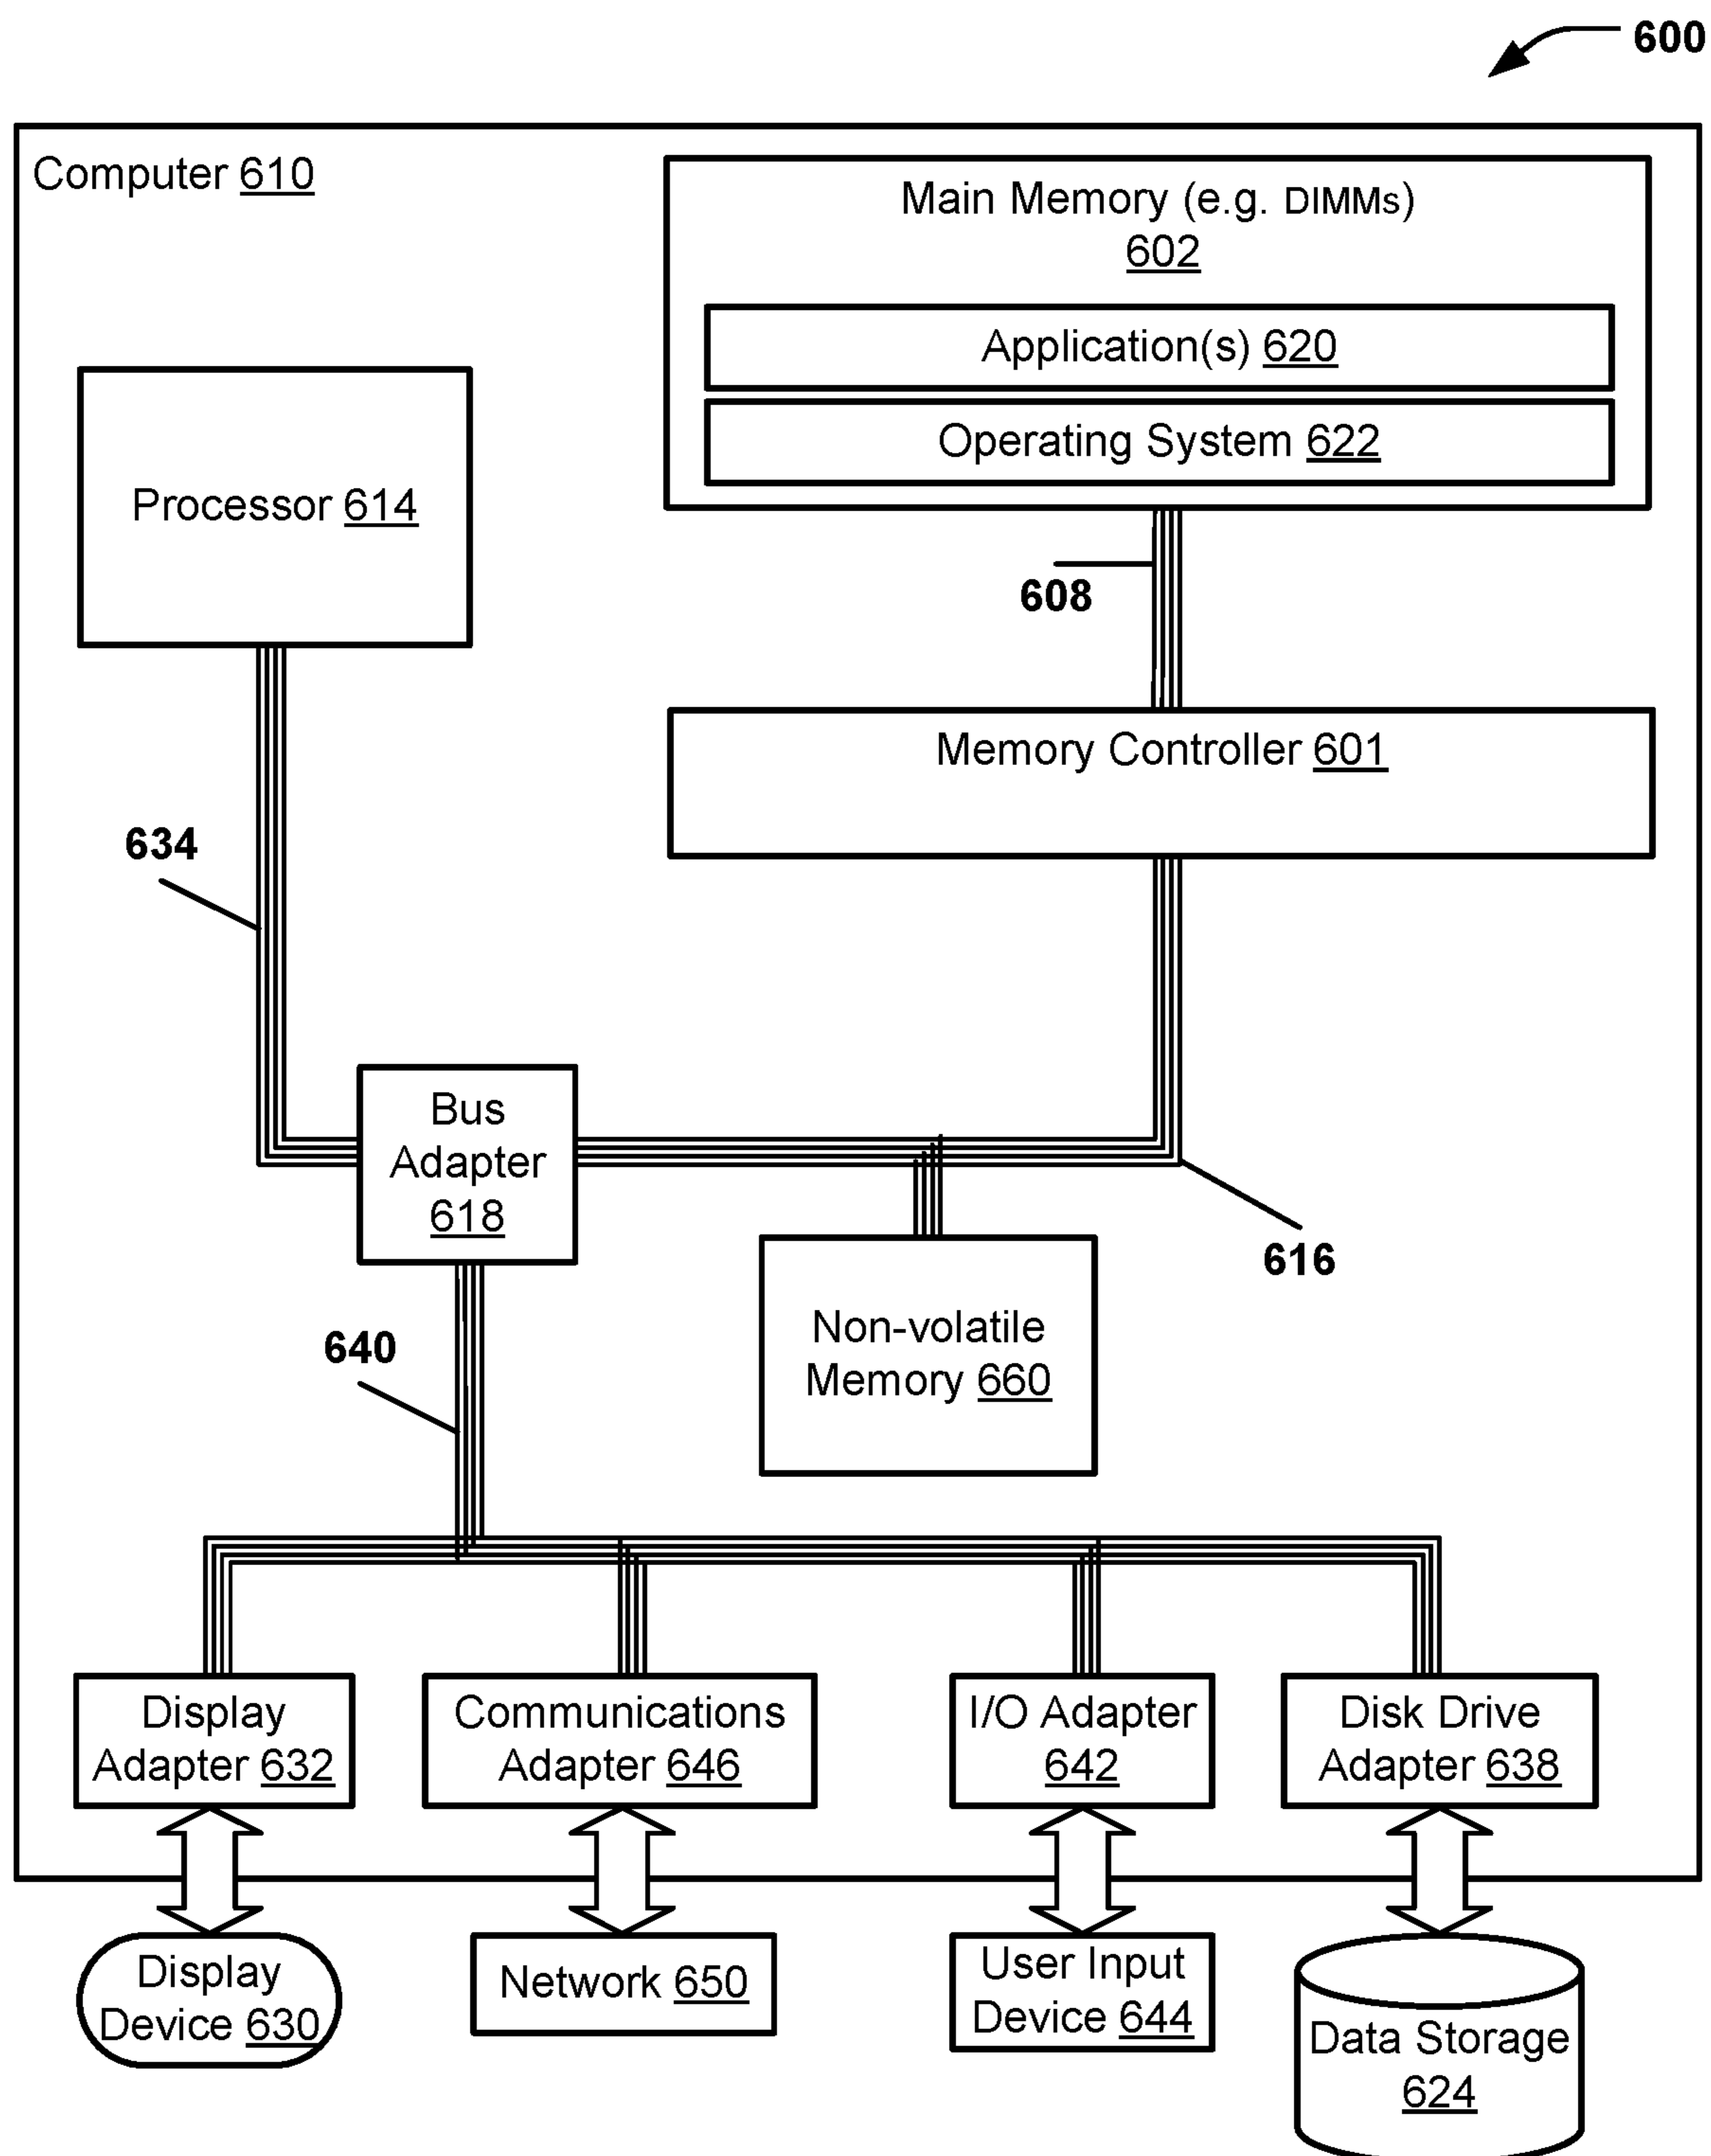 600
Computer 610
Main Memory (e.g. DIMMs)
602
Application(s) 620
Operating System 622
Processor 614
608
Memory Controller 601
634
Bus
Adapter
618
616
Non-volatile
Memory 660
640
Display
Adapter 632
Communications
Adapter 646
I/O Adapter
642
Disk Drive
Adapter 638
Display
Device 630
Network 650
User Input
Device 644
Data Storage
624